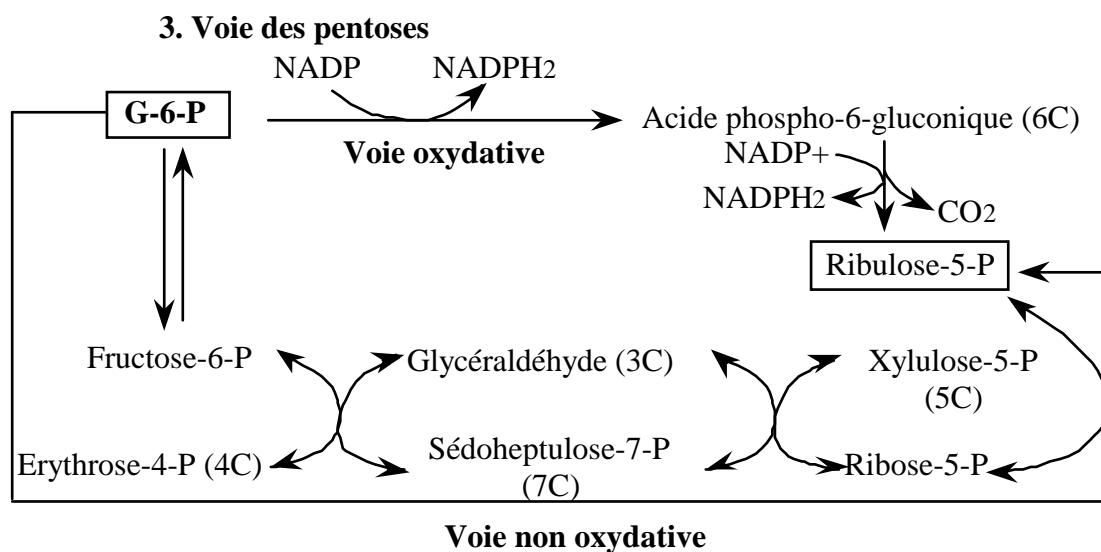 3. Voie des pentoses
NADP NADPH2
G-6-P
Acide phospho-6-gluconique (6C)
Voie oxydative
NADP+
NADPH2
CO2
Ribulose-5-P
Fructose-6-P Glycéraldéhyde (3C) Xylulose-5-P
(5C)
Erythrose-4-P (4C) Sédoheptulose-7-P Ribose-5-P
(7C)
Voie non oxydative